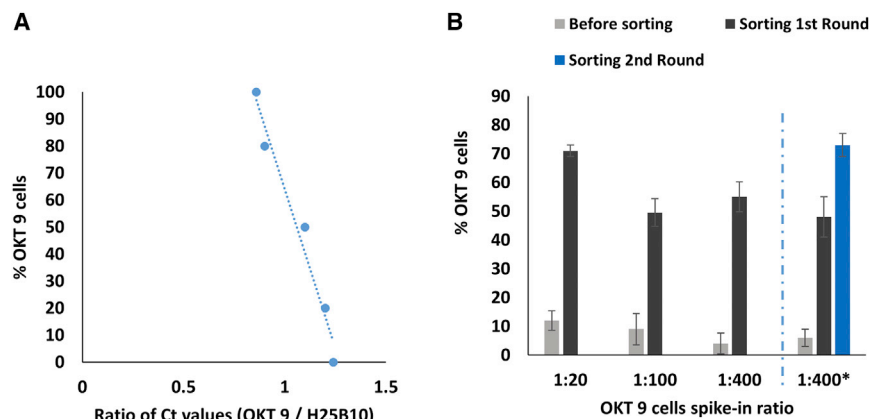 A
% OKT 9 cells
100
90
80
70
60
50
40
30
20
10
0
0 0.5 1 1.5
Ratio of Ct values (OKT 9 / H25B10)
B
Before sorting Sorting 1st Round
Sorting 2nd Round
% OKT 9 cells
90
80
70
60
50
40
30
20
10
0
1:20 1:100 1:400 1:400*
OKT 9 cells spike-in ratio